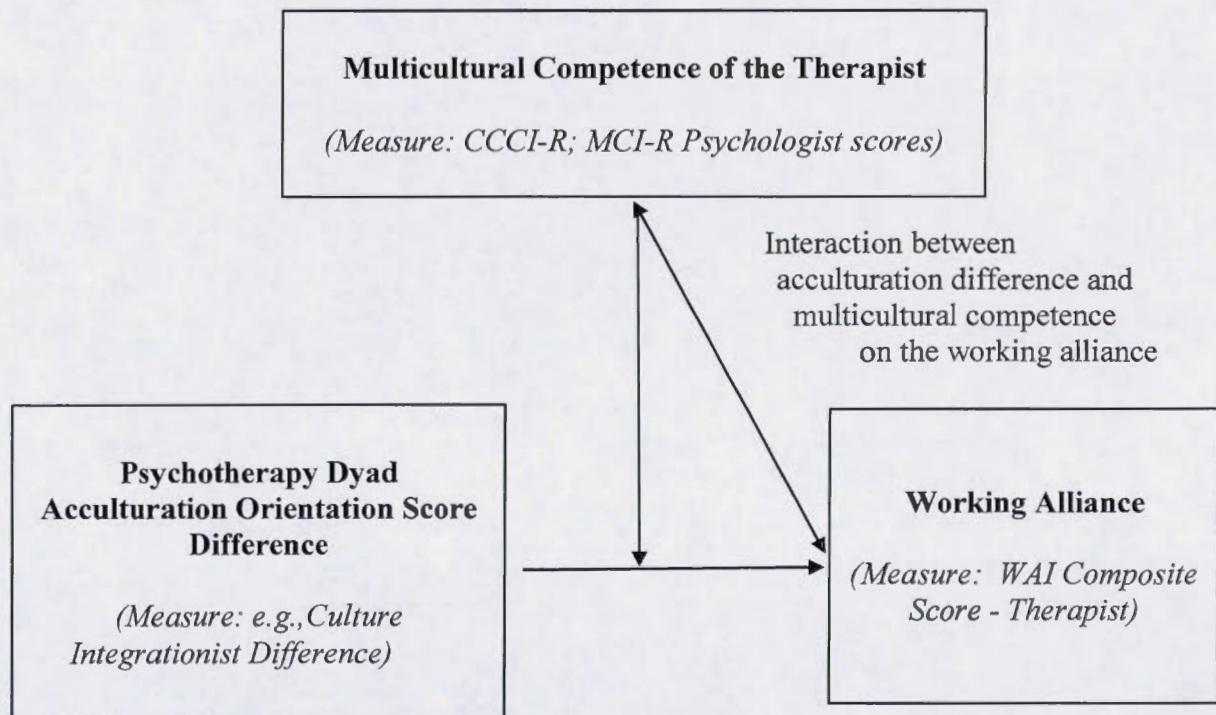 Multicultural Competence of the Therapist
(Measure: CCCI-R; MCI-R Psychologist scores)
Interaction between
acculturation difference and
multicultural competence
on the working alliance
Psychotherapy Dyad
Acculturation Orientation Score
Difference
(Measure: e.g.,Culture
Integrationist Difference)
Working Alliance
(Measure: WAI Composite
Score - Therapist)